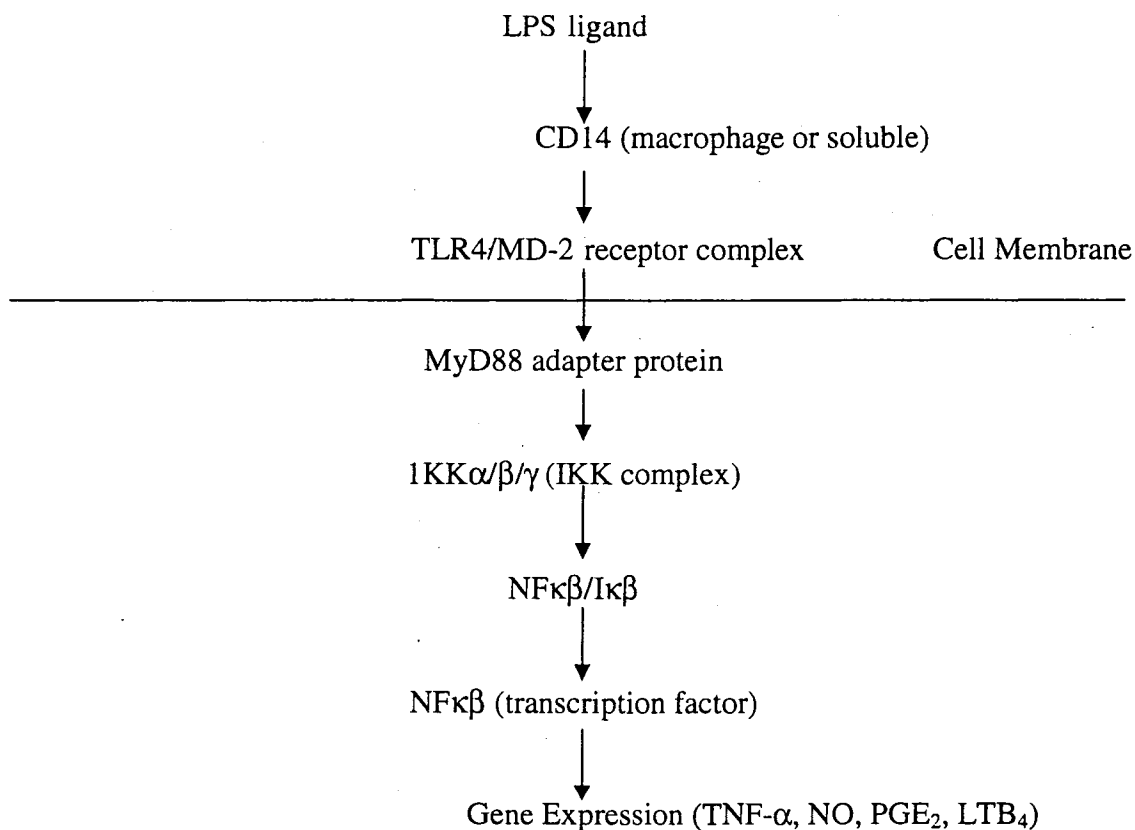 LPS ligand
CD14 (macrophage or soluble)
TLR4/MD-2 receptor complex Cell Membrane
MyD88 adapter protein
1KKα/β/γ (IKK complex)
NFκβ/Iκβ
NFκβ (transcription factor)
Gene Expression (TNF-α, NO, PGE₂, LTB₄)